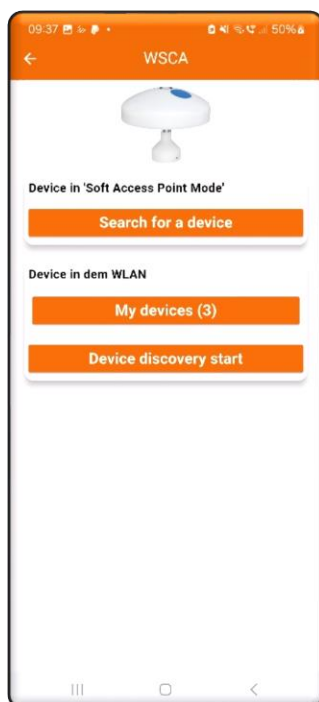 09:37 50%
WSCA
Device in 'Soft Access Point Mode'
Search for a device
Device in dem WLAN
My devices (3)
Device discovery start